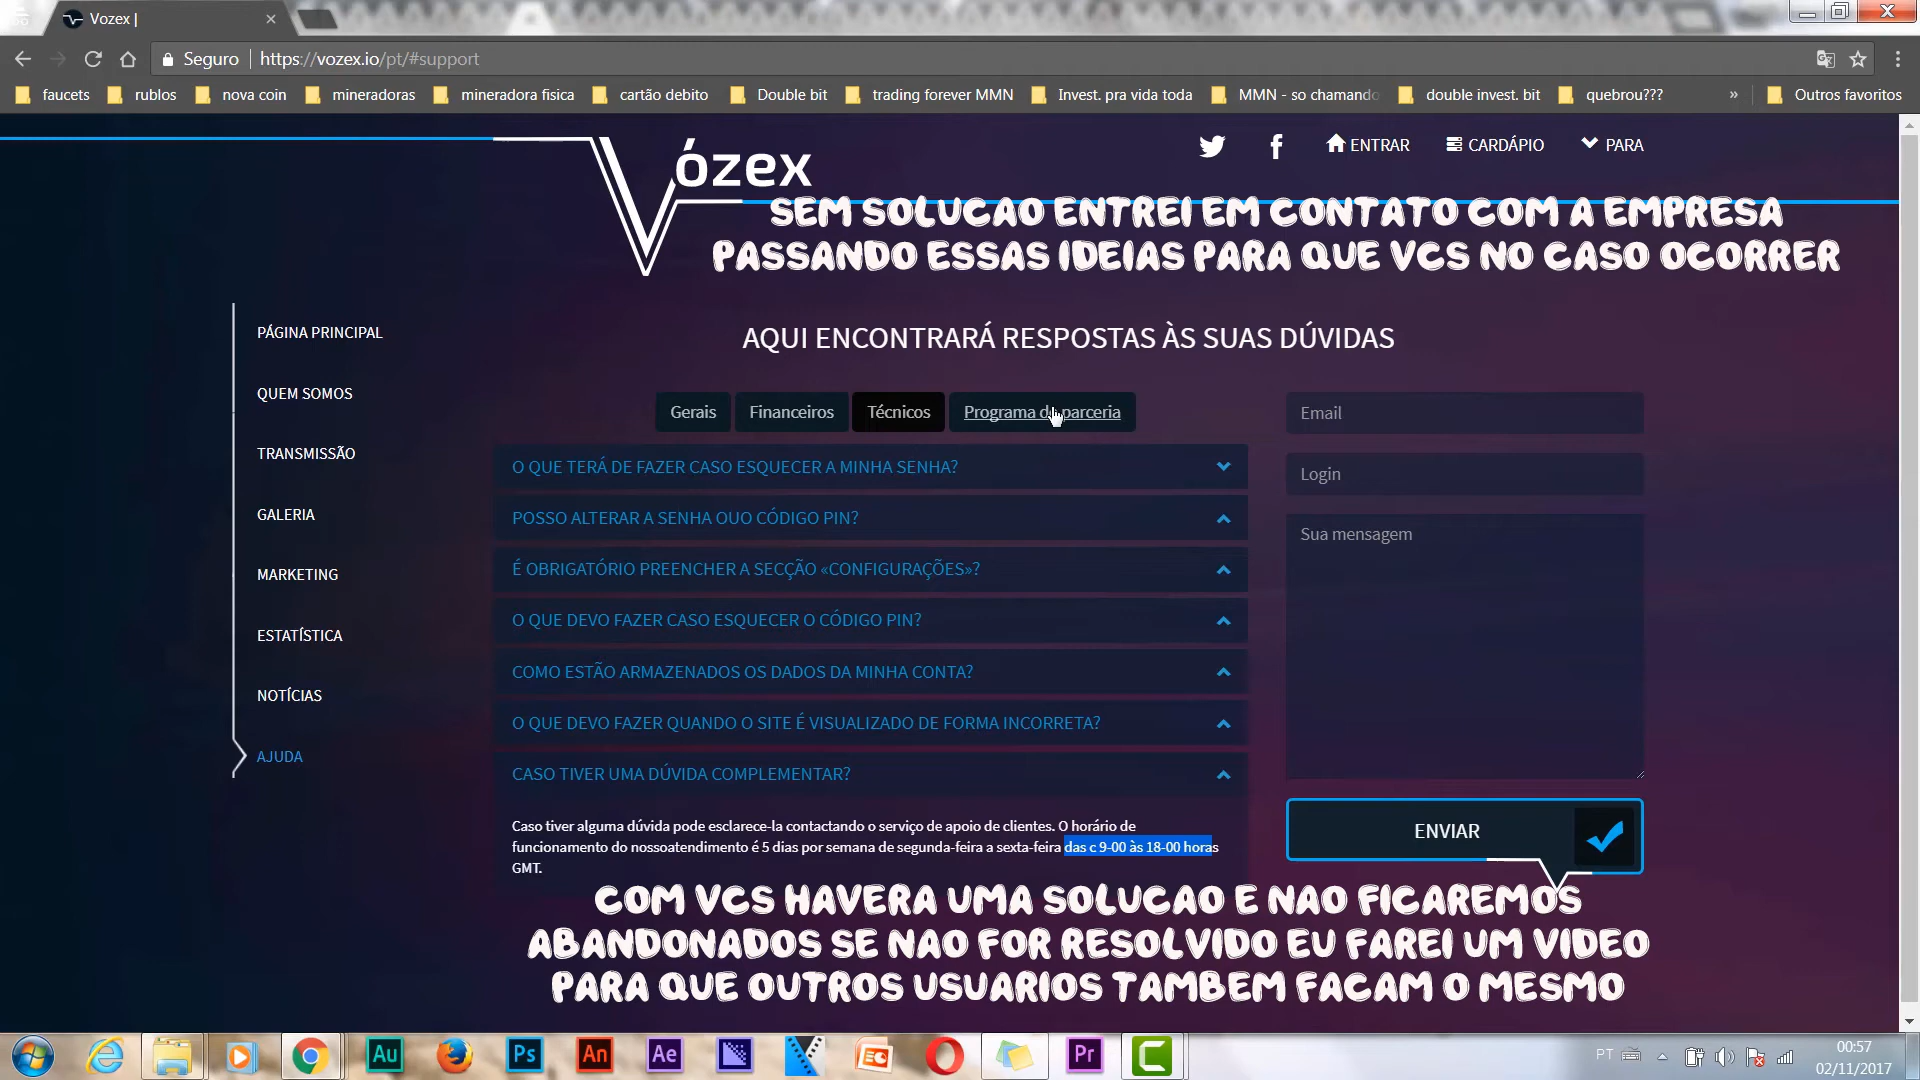 Vozex |
Seguro
https://vozex.io/pt/#support
faucets
rublos
nova coin
mineradoras
mineradora fisica
cartão debito
Double bit
trading forever MMN
Invest. pra vida toda
MMN - so chamando
double invest. bit
quebrou???
»
Outros favoritos
Vózex
ENTRAR
CARDÁPIO
PARA
SEM SOLUCAO ENTREI EM CONTATO COM A EMPRESA
PASSANDO ESSAS IDEIAS PARA QUE VCS NO CASO OCORRER
PÁGINA PRINCIPAL
QUEM SOMOS
TRANSMISSÃO
GALERIA
MARKETING
ESTATÍSTICA
NOTÍCIAS
AJUDA
AQUI ENCONTRARÁ RESPOSTAS ÀS SUAS DÚVIDAS
Gerais
Financeiros
Técnicos
Programa de parceria
O QUE TERÁ DE FAZER CASO ESQUECER A MINHA SENHA?
POSSO ALTERAR A SENHA OUO CÓDIGO PIN?
É OBRIGATÓRIO PREENCHER A SECÇÃO «CONFIGURAÇÕES»?
O QUE DEVO FAZER CASO ESQUECER O CÓDIGO PIN?
COMO ESTÃO ARMAZENADOS OS DADOS DA MINHA CONTA?
O QUE DEVO FAZER QUANDO O SITE É VISUALIZADO DE FORMA INCORRETA?
CASO TIVER UMA DÚVIDA COMPLEMENTAR?
Caso tiver alguma dúvida pode esclarece-la contactando o serviço de apoio de clientes. O horário de
funcionamento do nossoatendimento é 5 dias por semana de segunda-feira a sexta-feira das c 9-00 às 18-00 horas
GMT.
Email
Login
Sua mensagem
ENVIAR
COM VCS HAVERA UMA SOLUCAO E NAO FICAREMOS
ABANDONADOS SE NAO FOR RESOLVIDO EU FAREI UM VIDEO
PARA QUE OUTROS USUARIOS TAMBEM FACAM O MESMO
Au
Ps
An
Ae
Pr
PT
00:57
02/11/2017